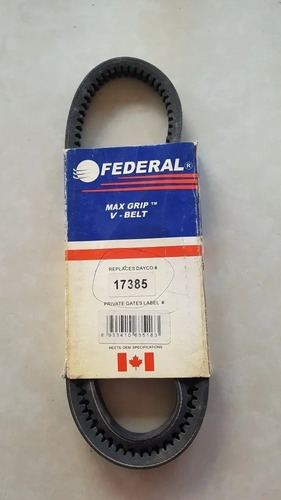 FEDERAL®
MAX GRIP™
V - BELT
REPLACES DAYCO #
17385
PRIVATE GATES LABEL #
MEETS OEM SPECIFICATIONS